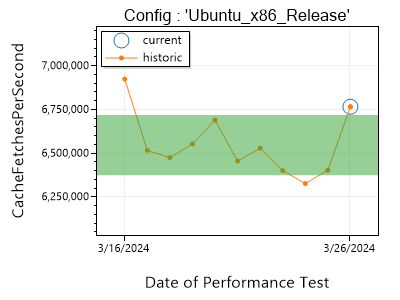 Config : 'Ubuntu_x86_Release'
current
historic
CacheFetchesPerSecond
7,000,000
6,750,000
6,500,000
6,250,000
3/16/2024
3/26/2024
Date of Performance Test